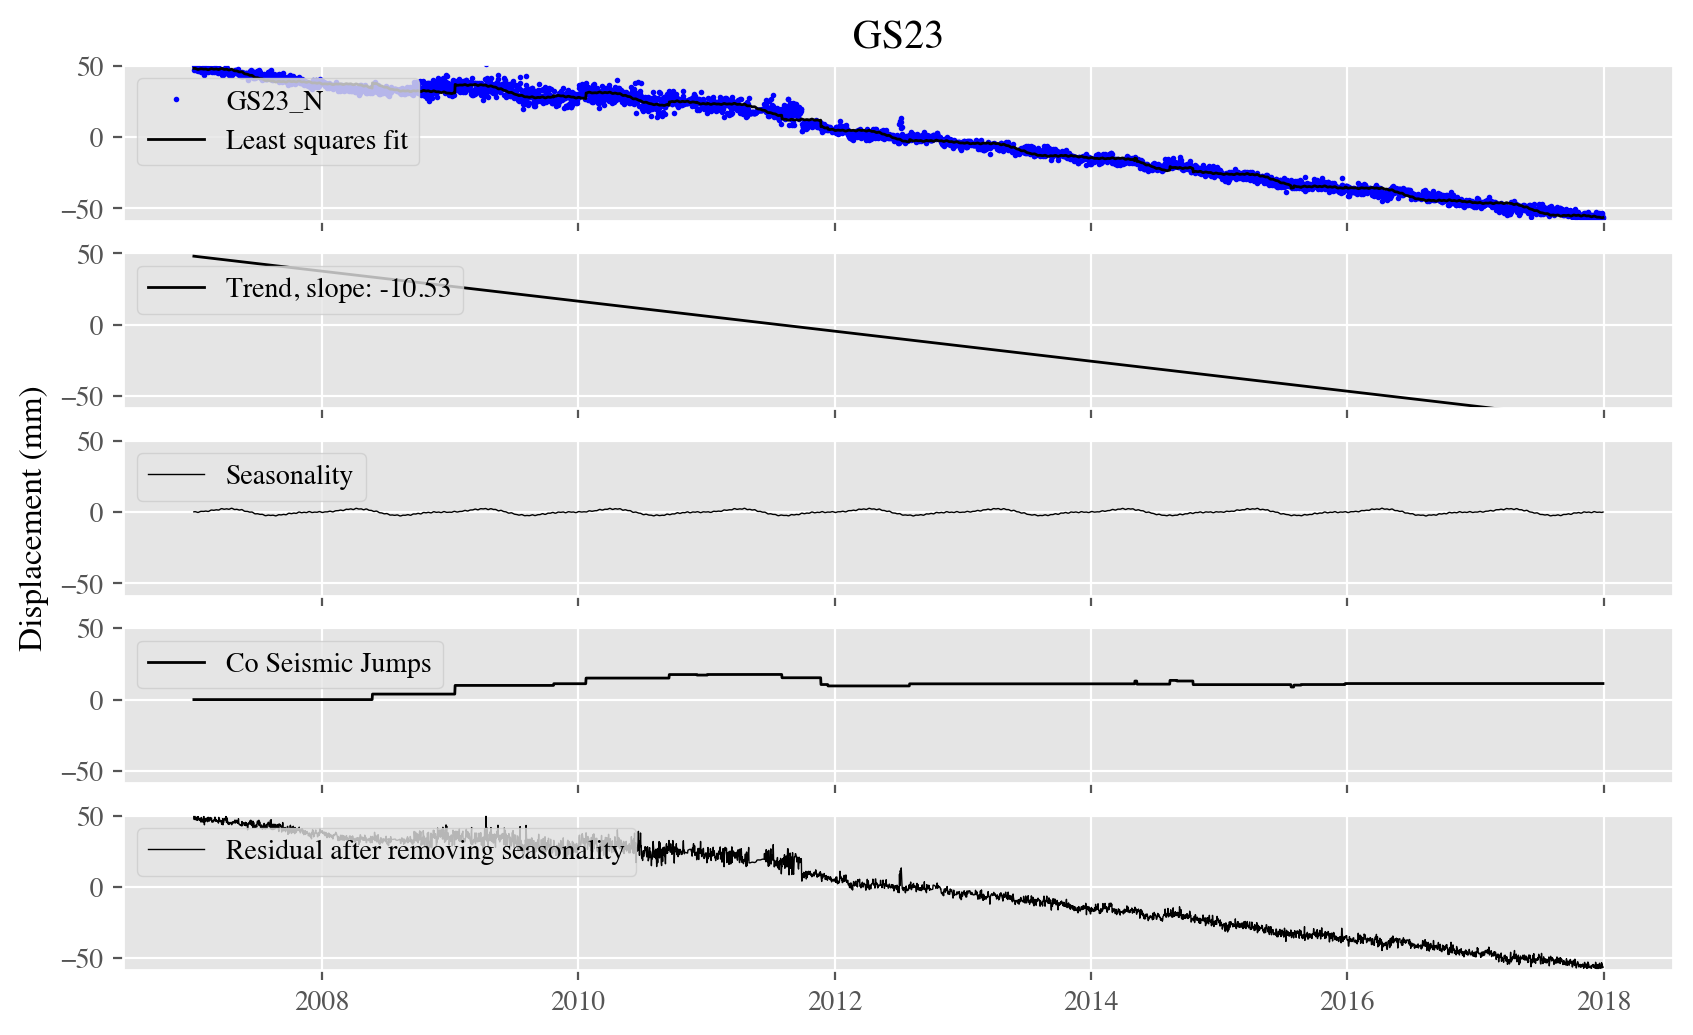 GS23
50
GS23_N
0
Least squares fit
−50
50
Trend, slope: -10.53
0
−50
Displacement (mm)
50
Seasonality
0
−50
50
Co Seismic Jumps
0
−50
50
Residual after removing seasonality
0
−50
2008 2010 2012 2014 2016 2018